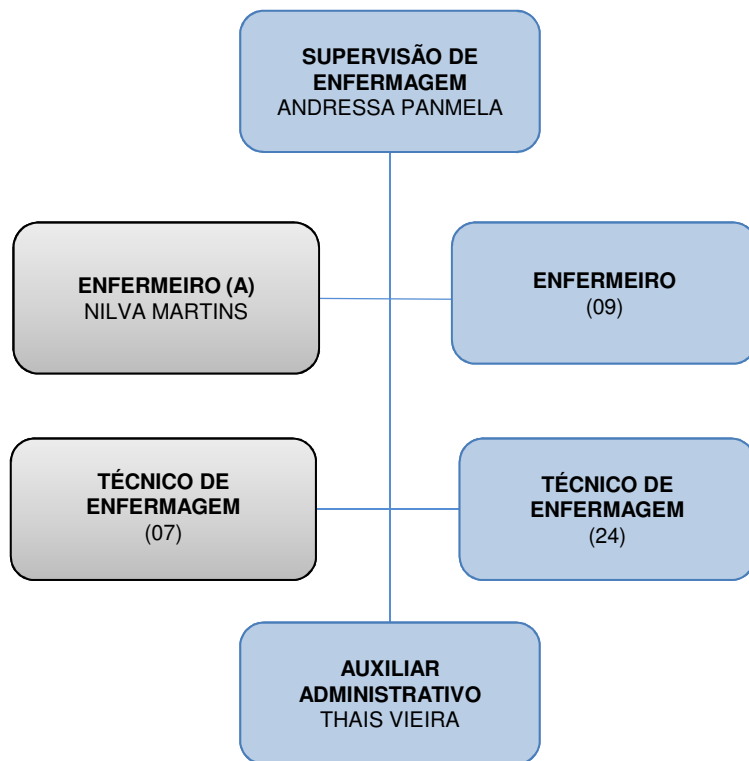 SUPERVISÃO DE
ENFERMAGEM
ANDRESSA PANMELA
ENFERMEIRO (A)
NILVA MARTINS
ENFERMEIRO
(09)
TÉCNICO DE
ENFERMAGEM
(07)
TÉCNICO DE
ENFERMAGEM
(24)
AUXILIAR
ADMINISTRATIVO
THAIS VIEIRA